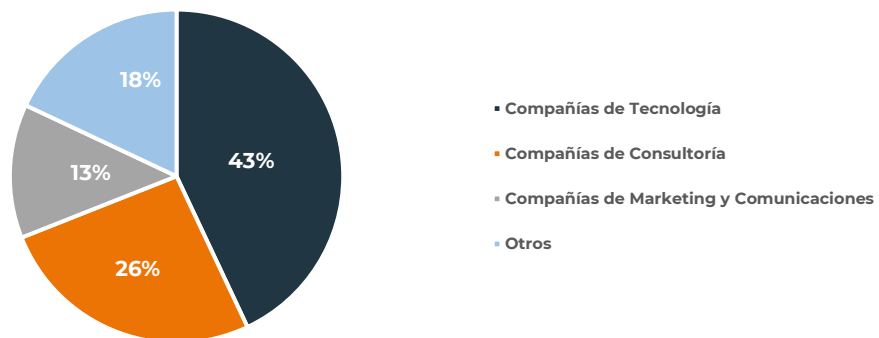 18%
43%
13%
26%
Compañías de Tecnología
Compañías de Consultoría
Compañías de Marketing y Comunicaciones
Otros